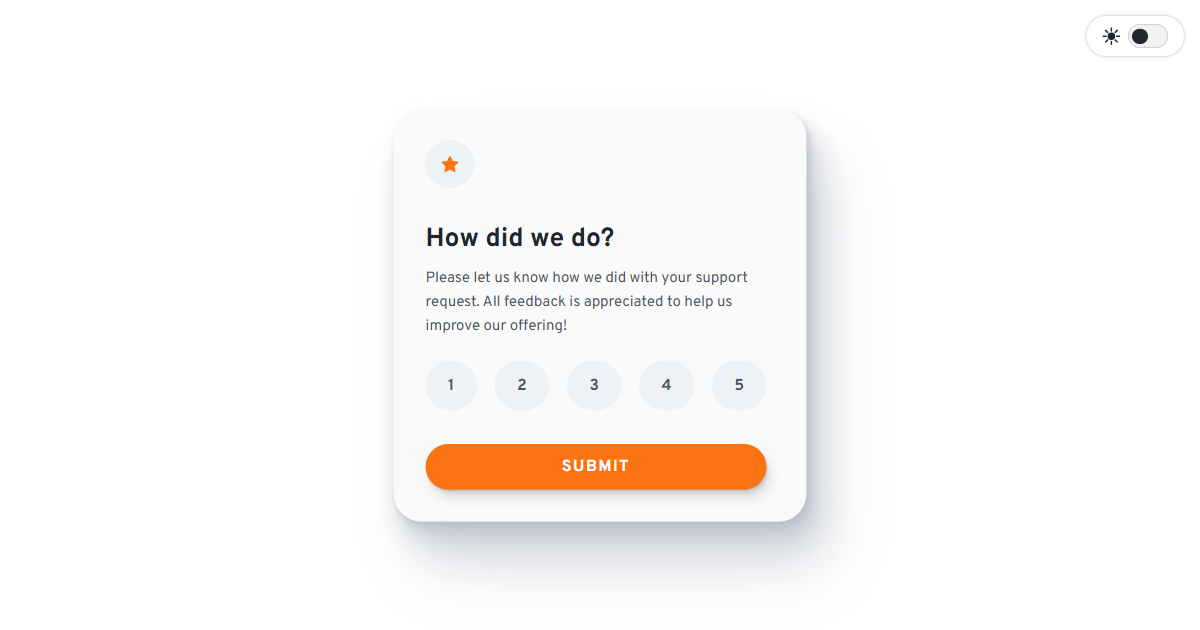 How did we do?
Please let us know how we did with your support
request. All feedback is appreciated to help us
improve our offering!
1 2 3 4 5
SUBMIT